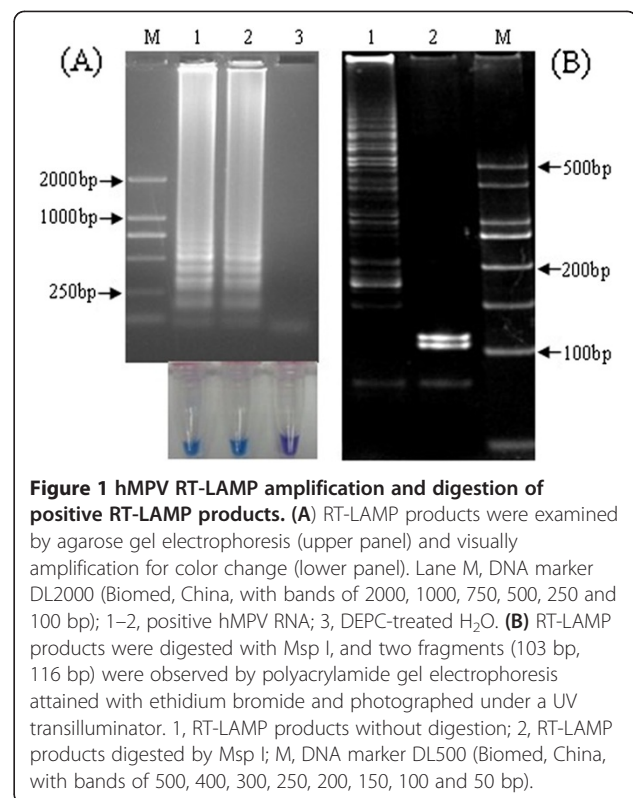 M 1 2 3
(A)
2000bp
1000bp
250bp
1 2 M
(B)
500bp
200bp
100bp
Figure 1 hMPV RT-LAMP amplification and digestion of
positive RT-LAMP products. (A) RT-LAMP products were examined
by agarose gel electrophoresis (upper panel) and visually
amplification for color change (lower panel). Lane M, DNA marker
DL2000 (Biomed, China, with bands of 2000, 1000, 750, 500, 250 and
100 bp); 1–2, positive hMPV RNA; 3, DEPC-treated H₂O. (B) RT-LAMP
products were digested with Msp I, and two fragments (103 bp,
116 bp) were observed by polyacrylamide gel electrophoresis
attained with ethidium bromide and photographed under a UV
transilluminator. 1, RT-LAMP products without digestion; 2, RT-LAMP
products digested by Msp I; M, DNA marker DL500 (Biomed, China,
with bands of 500, 400, 300, 250, 200, 150, 100 and 50 bp).